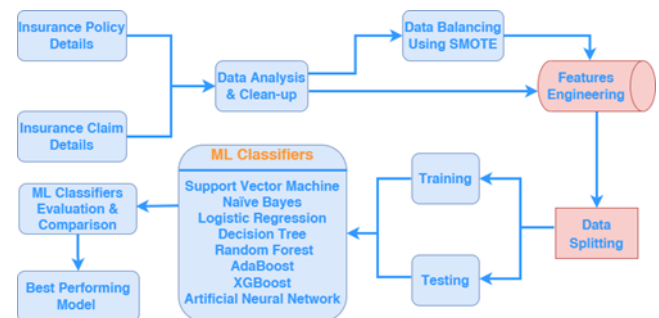 Insurance Policy
Details
Data Balancing
Using SMOTE
Data Analysis
& Clean-up
Features
Engineering
Insurance Claim
Details
ML Classifiers
Support Vector Machine
Naïve Bayes
Logistic Regression
Decision Tree
Random Forest
AdaBoost
XGBoost
Artificial Neural Network
Training
Testing
Data
Splitting
ML Classifiers
Evaluation &
Comparison
Best Performing
Model